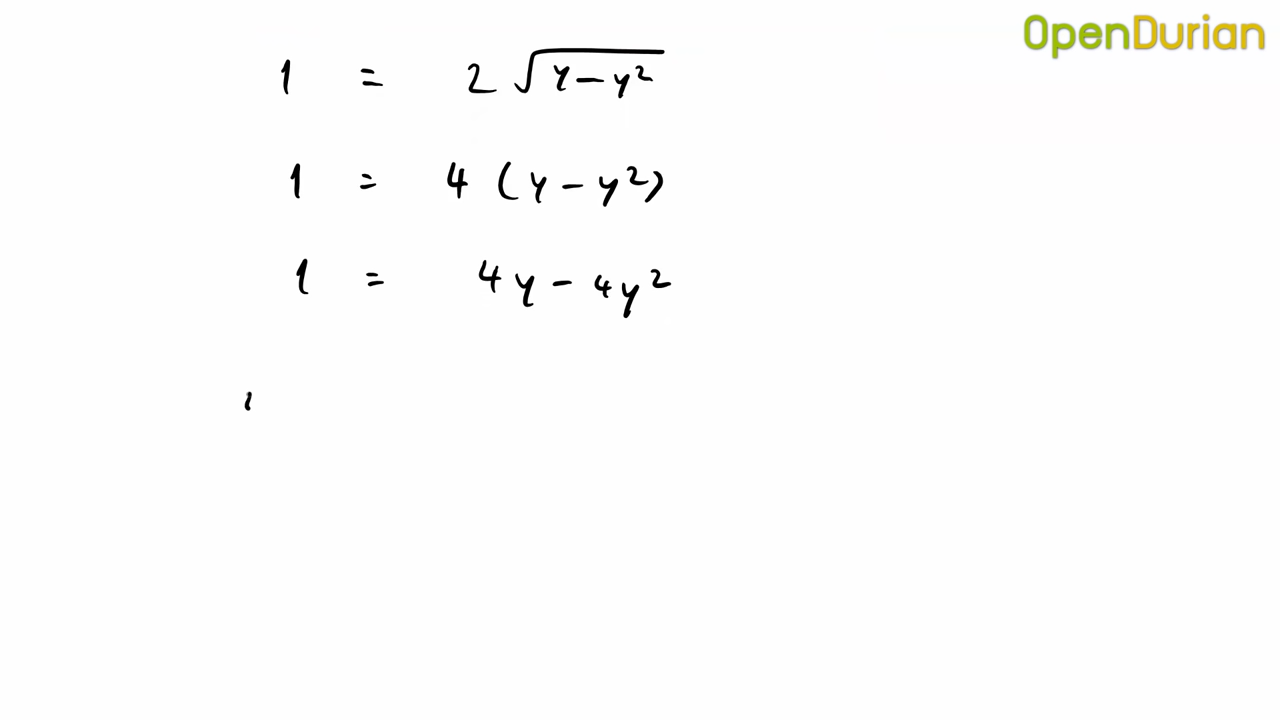 OpenDurian
1 = 2 √(y - y²)
1 = 4 (y - y²)
1 = 4y - 4y²